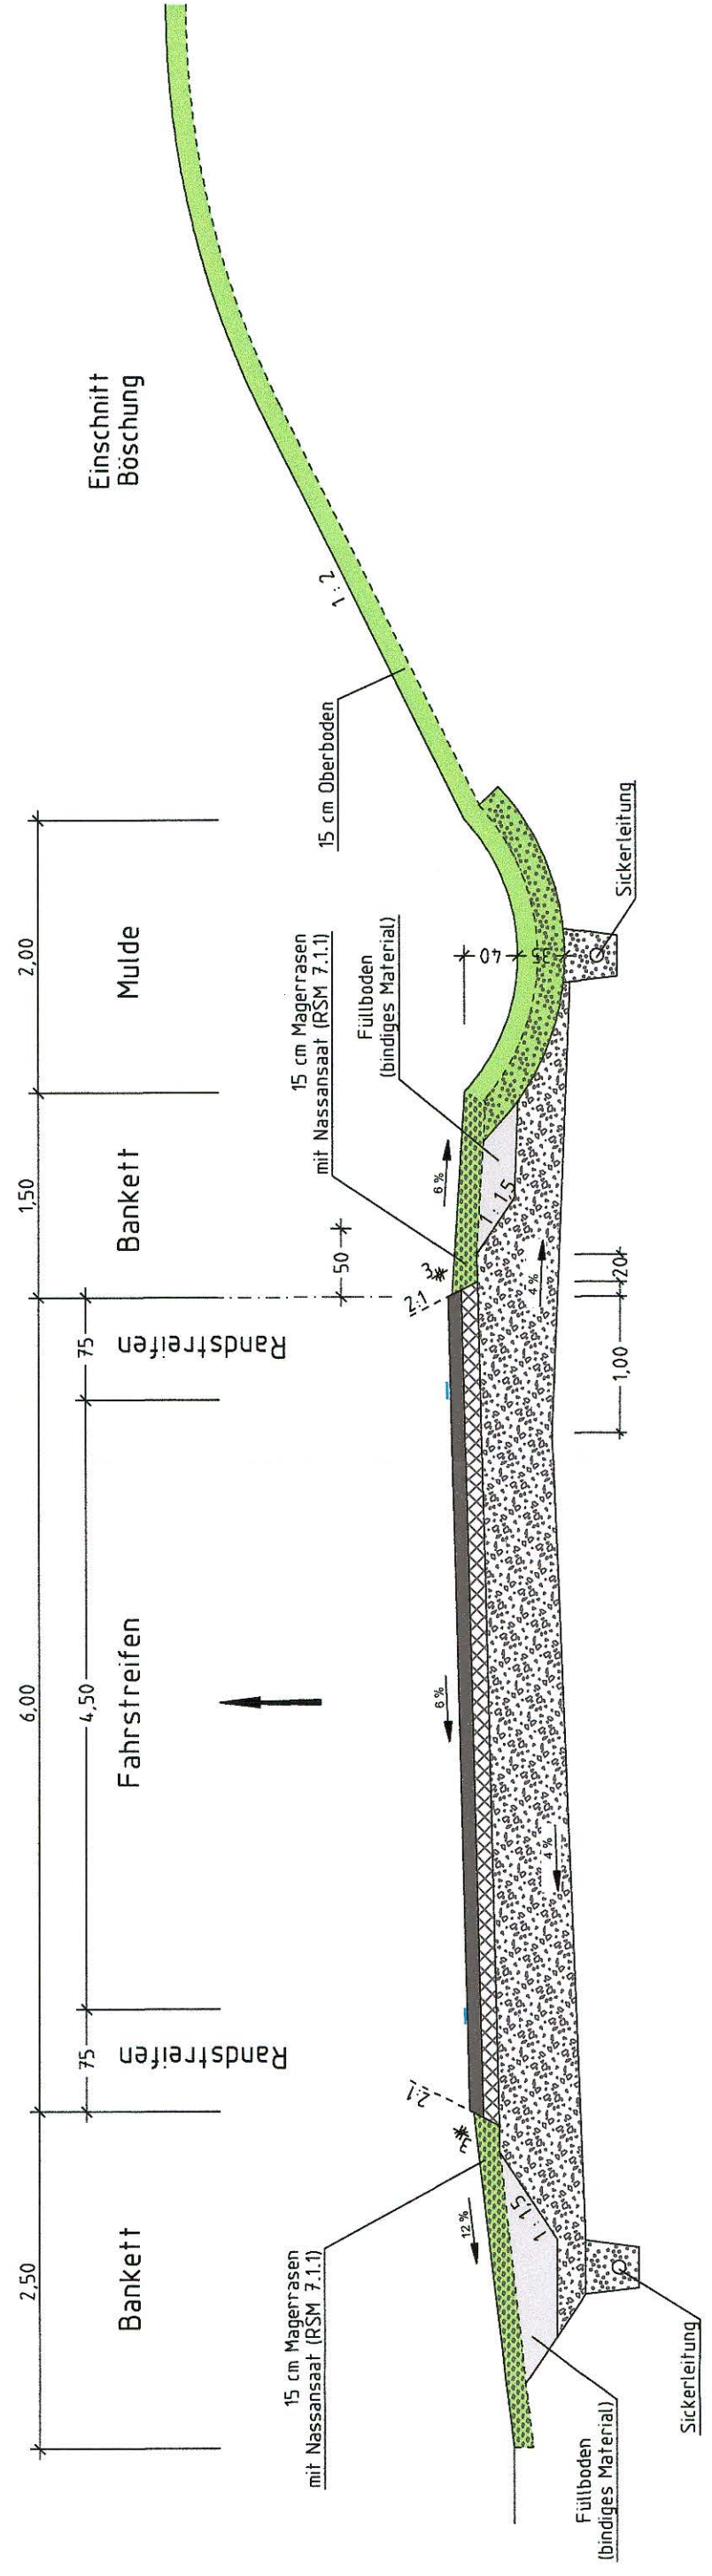 2,50
6,00
1,50
2,00
75
4,50
75
Bankett
Randstreifen
Fahrstreifen
Randstreifen
Bankett
Mulde
Einschnitt
Böschung
15 cm Magerrasen
mit Nassansaat (RSM 7.1.1)
50
15 cm Magerrasen
mit Nassansaat (RSM 7.1.1)
15 cm Oberboden
1:2
Füllboden
(bindiges Material)
12 %
3
2:1
6 %
2:1
3
6 %
40
35
1:1,5
1:1,5
4 %
4 %
Füllboden
(bindiges Material)
Sickerleitung
1,00
20
Sickerleitung